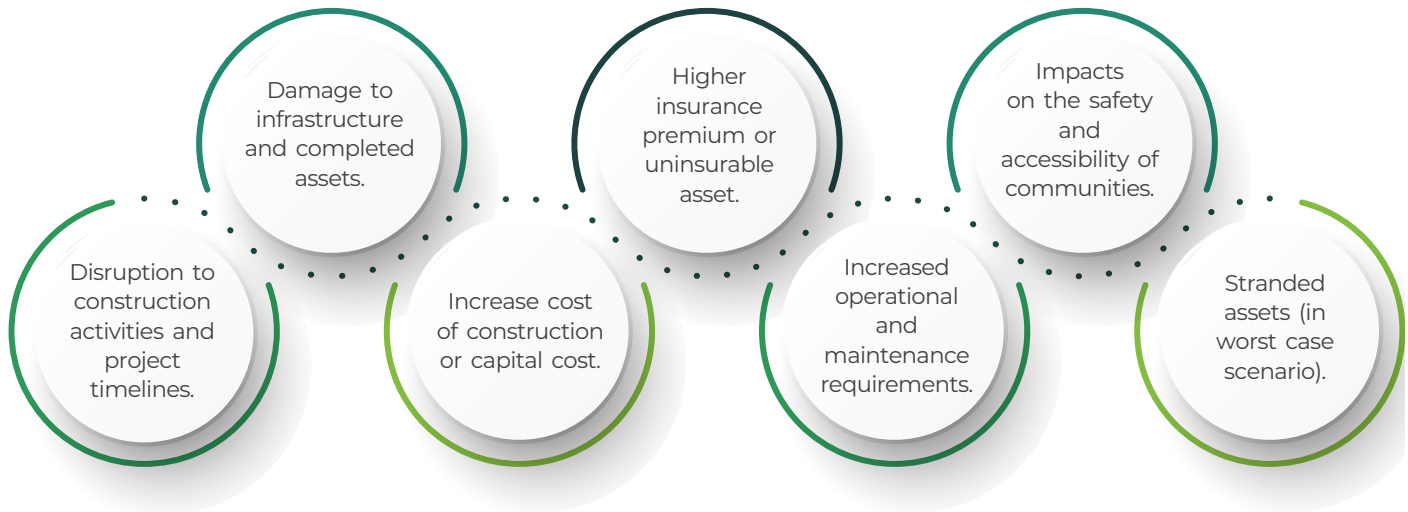 Disruption to
construction
activities and
project
timelines.
Damage to
infrastructure
and completed
assets.
Increase cost
of construction
or capital cost.
Higher
insurance
premium or
uninsurable
asset.
Increased
operational
and
maintenance
requirements.
Impacts
on the safety
and
accessibility of
communities.
Stranded
assets (in
worst case
scenario).